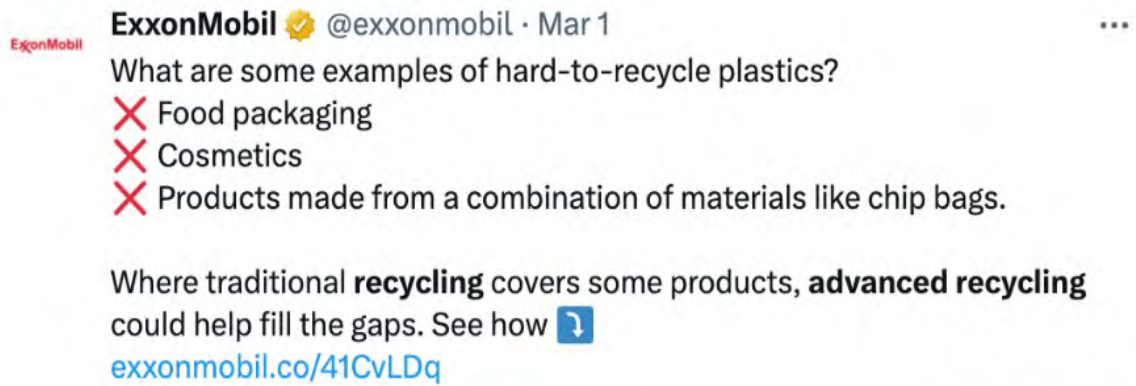 ExxonMobil
ExxonMobil @exxonmobil · Mar 1
What are some examples of hard-to-recycle plastics?
❌ Food packaging
❌ Cosmetics
❌ Products made from a combination of materials like chip bags.
Where traditional recycling covers some products, advanced recycling
could help fill the gaps. See how ⤵️
exxonmobil.co/41CvLDq